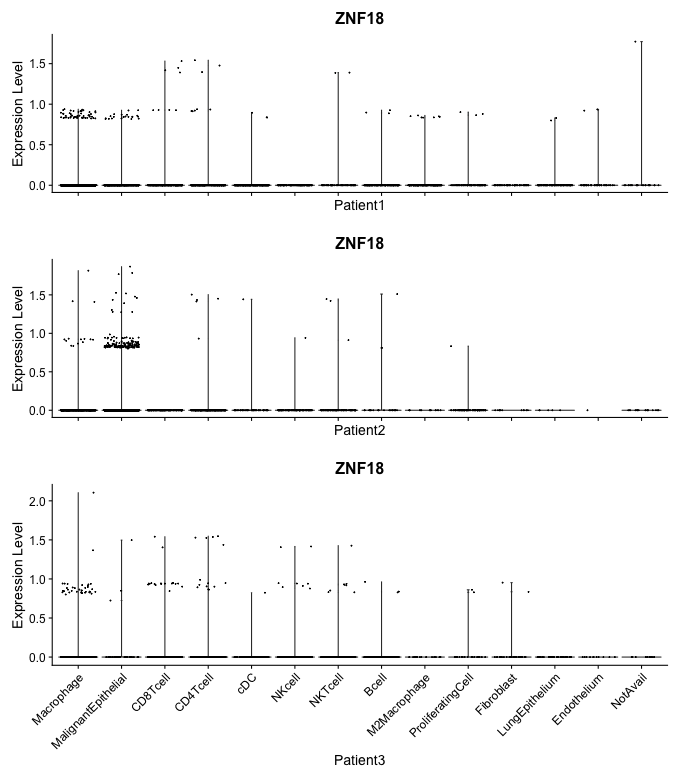 ZNF18
Expression Level
1.5
1.0
0.5
0.0
Patient1
ZNF18
Expression Level
1.5
1.0
0.5
0.0
Patient2
ZNF18
Expression Level
2.0
1.5
1.0
0.5
0.0
Macrophage
MalignantEpithelial
CD8Tcell
CD4Tcell
cDC
NKcell
NKTcell
Bcell
M2Macrophage
ProliferatingCell
Fibroblast
LungEpithelium
Endothelium
NotAvail
Patient3